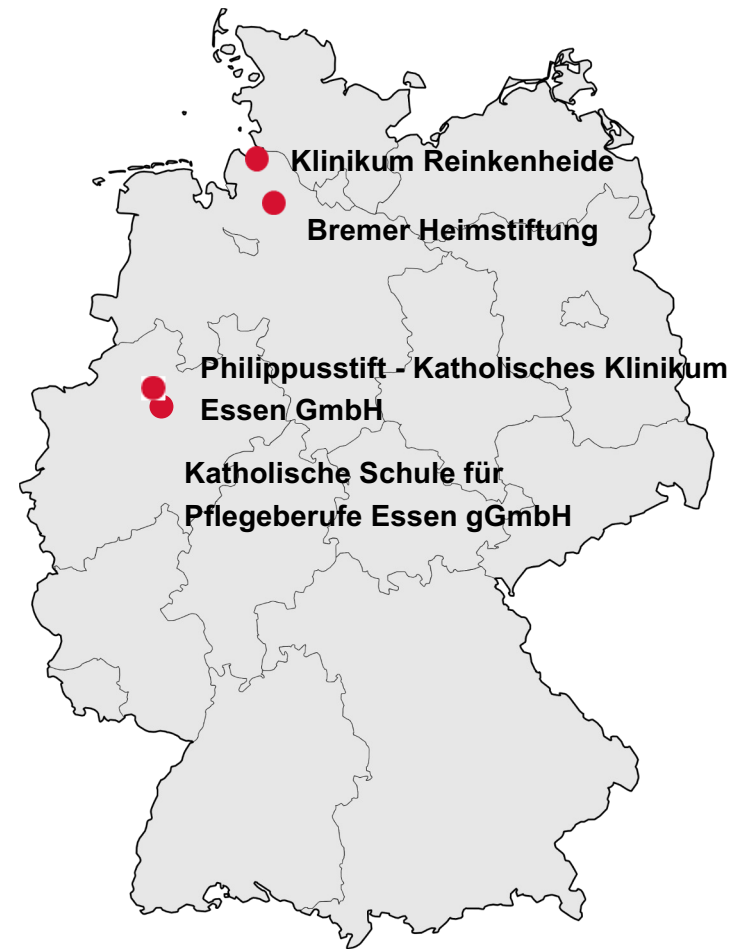 Klinikum Reinkenheide
Bremer Heimstiftung
Philippusstift - Katholisches Klinikum
Essen GmbH
Katholische Schule für
Pflegeberufe Essen gGmbH